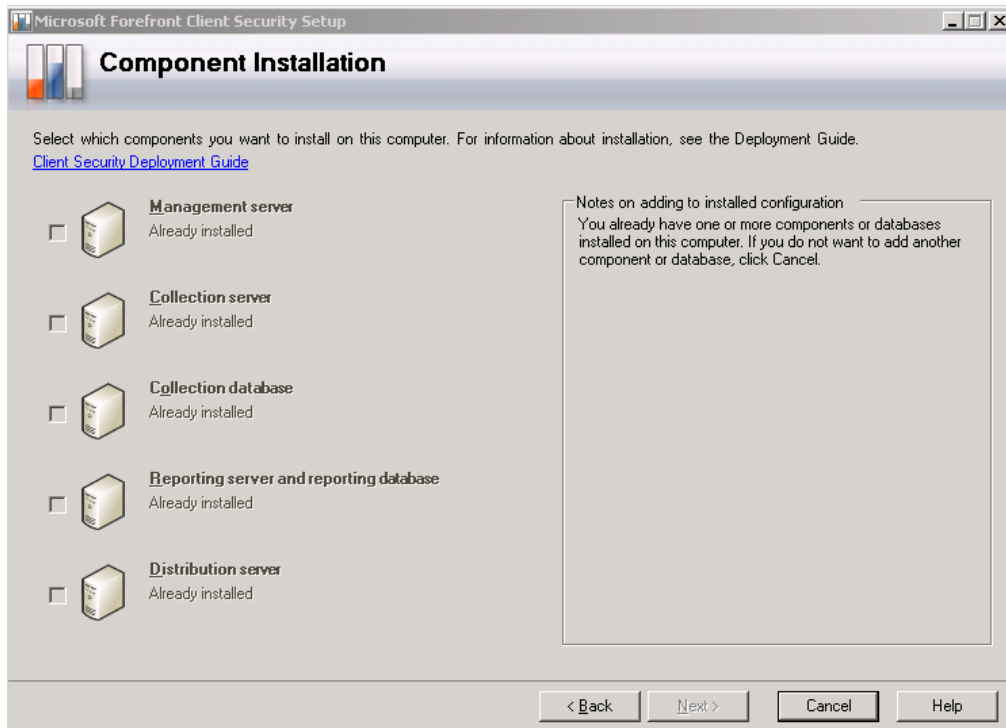 Microsoft Forefront Client Security Setup
Component Installation
Select which components you want to install on this computer. For information about installation, see the Deployment Guide.
Client Security Deployment Guide
Management server
Already installed
Collection server
Already installed
Collection database
Already installed
Reporting server and reporting database
Already installed
Distribution server
Already installed
Notes on adding to installed configuration
You already have one or more components or databases
installed on this computer. If you do not want to add another
component or database, click Cancel.
< Back
Next >
Cancel
Help